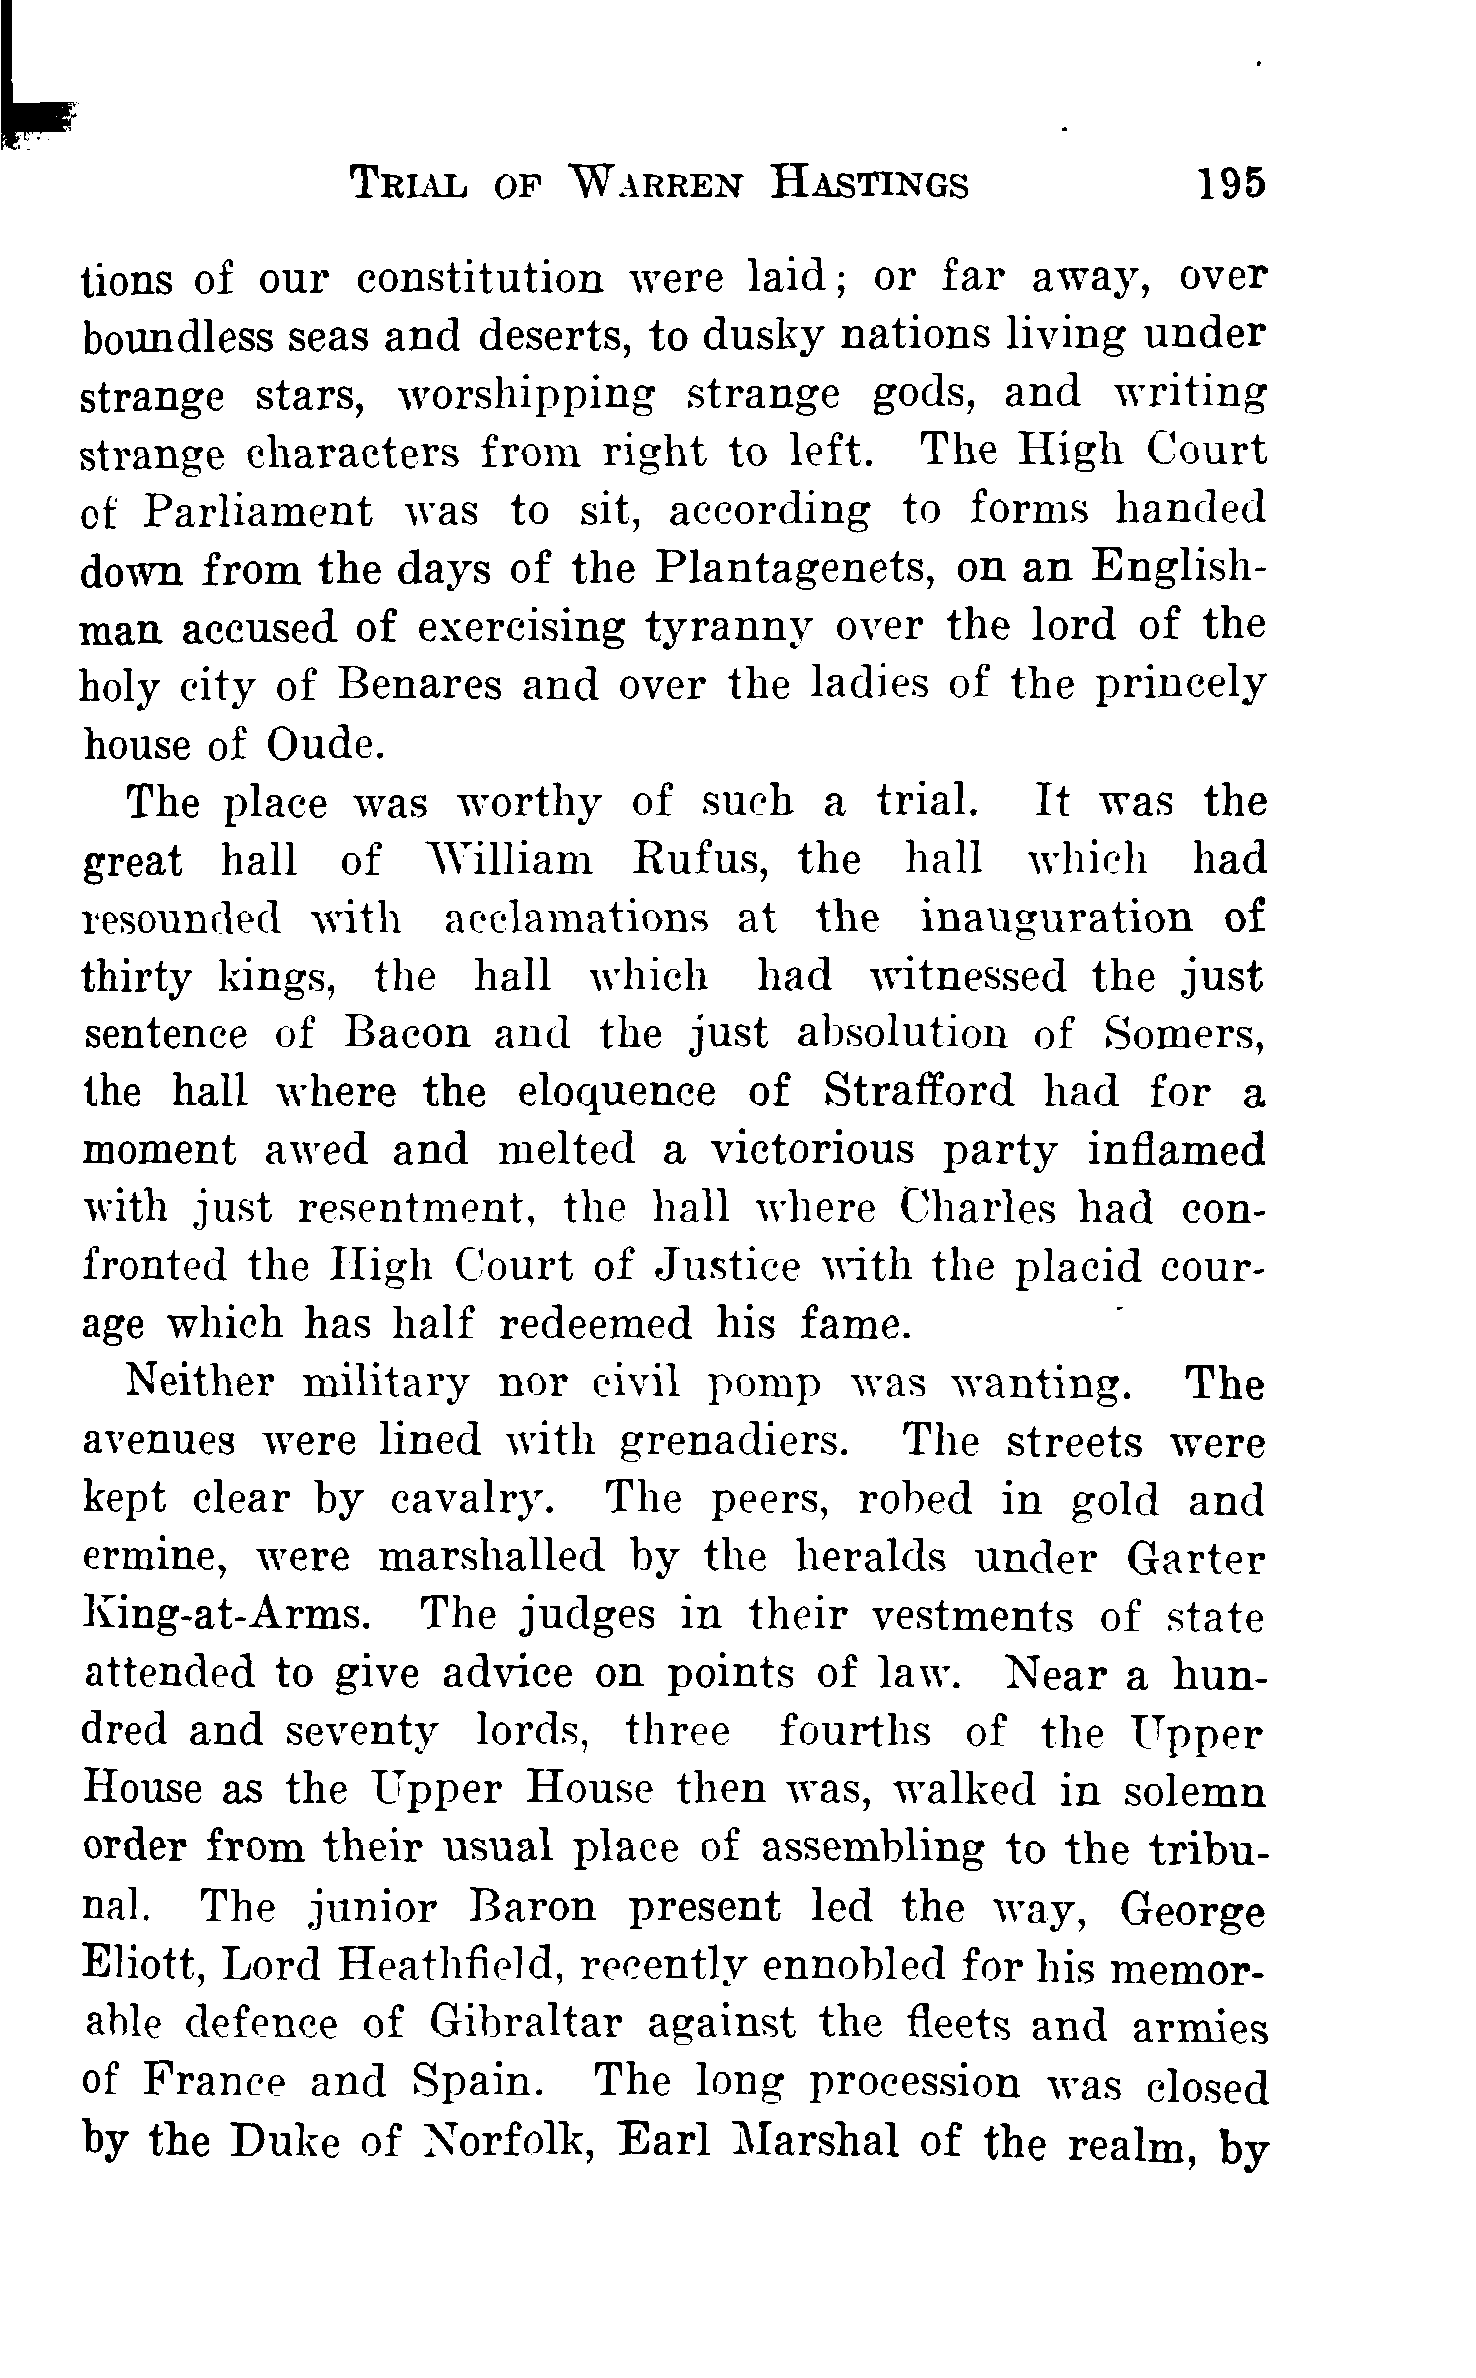 TRIAL OF WARREN HASTINGS 195
tions of our constitution were laid; or far away, over
boundless seas and deserts, to dusky nations living under
strange stars, worshipping strange gods, and writing
strange characters from right to left. The High Court
of Parliament was to sit, according to forms handed
down from the days of the Plantagenets, on an English-
man accused of exercising tyranny over the lord of the
holy city of Benares and over the ladies of the princely
house of Oude.
The place was worthy of such a trial. It was the
great hall of William Rufus, the hall which had
resounded with acclamations at the inauguration of
thirty kings, the hall which had witnessed the just
sentence of Bacon and the just absolution of Somers,
the hall where the eloquence of Strafford had for a
moment awed and melted a victorious party inflamed
with just resentment, the hall where Charles had con-
fronted the High Court of Justice with the placid cour-
age which has half redeemed his fame.
Neither military nor civil pomp was wanting. The
avenues were lined with grenadiers. The streets were
kept clear by cavalry. The peers, robed in gold and
ermine, were marshalled by the heralds under Garter
King-at-Arms. The judges in their vestments of state
attended to give advice on points of law. Near a hun-
dred and seventy lords, three fourths of the Upper
House as the Upper House then was, walked in solemn
order from their usual place of assembling to the tribu-
nal. The junior Baron present led the way, George
Eliott, Lord Heathfield, recently ennobled for his memor-
able defence of Gibraltar against the fleets and armies
of France and Spain. The long procession was closed
by the Duke of Norfolk, Earl Marshal of the realm, by